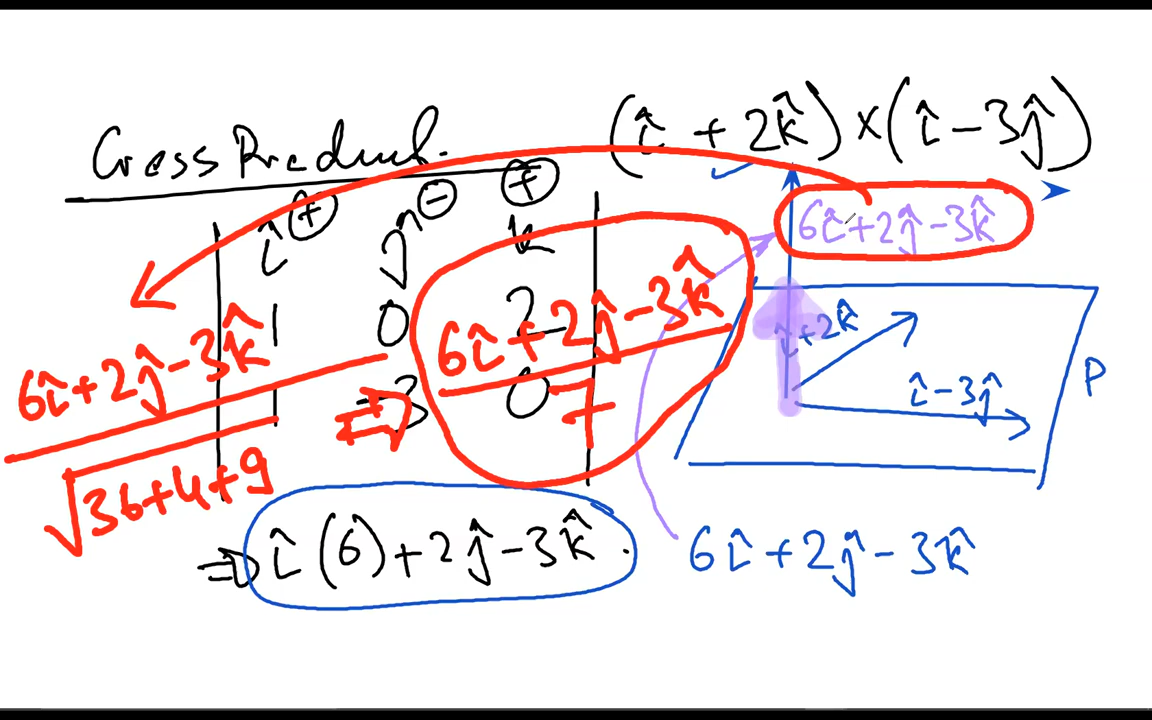 Cross Product.
(î + 2k̂) × (î - 3ĵ)
î ⊕ ĵ ⊖ k ⊕
6î + 2ĵ - 3k̂
1 0 2
î + 2k̂
6î + 2ĵ - 3k̂
6î + 2ĵ - 3k̂
1 -3 0
7
î - 3ĵ
P
√36+4+9
⇒ î (6) + 2ĵ - 3k̂ .
6î + 2ĵ - 3k̂